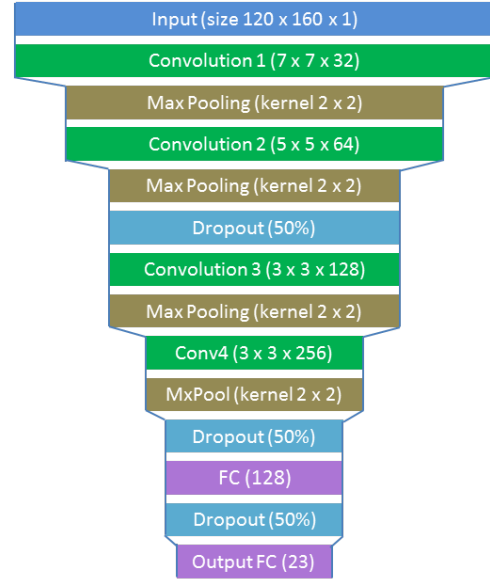 Input (size 120 x 160 x 1)
Convolution 1 (7 x 7 x 32)
Max Pooling (kernel 2 x 2)
Convolution 2 (5 x 5 x 64)
Max Pooling (kernel 2 x 2)
Dropout (50%)
Convolution 3 (3 x 3 x 128)
Max Pooling (kernel 2 x 2)
Conv4 (3 x 3 x 256)
MxPool (kernel 2 x 2)
Dropout (50%)
FC (128)
Dropout (50%)
Output FC (23)